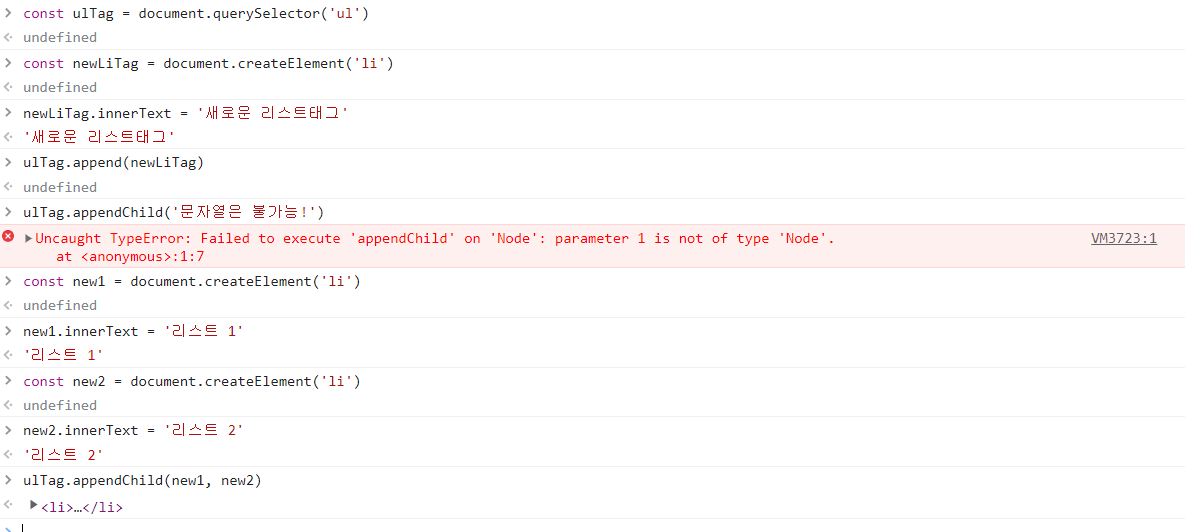 const ulTag = document.querySelector('ul')
undefined
const newLiTag = document.createElement('li')
undefined
newLiTag.innerText = '새로운 리스트태그'
'새로운 리스트태그'
ulTag.append(newLiTag)
undefined
ulTag.appendChild('문자열은 불가능!')
Uncaught TypeError: Failed to execute 'appendChild' on 'Node': parameter 1 is not of type 'Node'. VM3723:1
at <anonymous>:1:7
const new1 = document.createElement('li')
undefined
new1.innerText = '리스트 1'
'리스트 1'
const new2 = document.createElement('li')
undefined
new2.innerText = '리스트 2'
'리스트 2'
ulTag.appendChild(new1, new2)
<li>…</li>